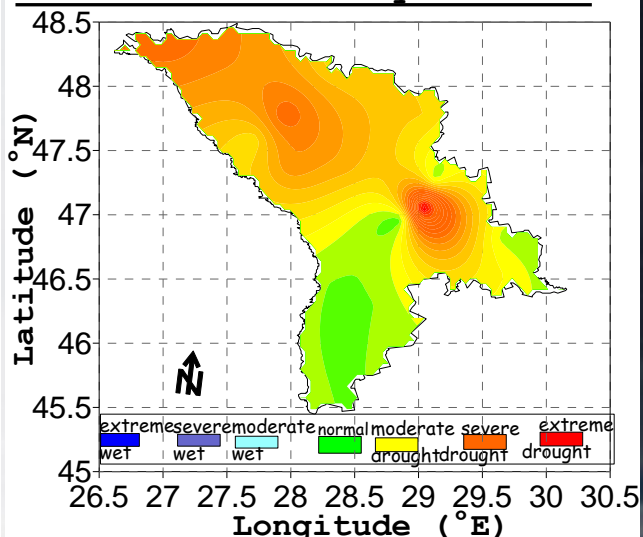 48.5
48
47.5
47
46.5
46
45.5
45
Latitude (°N)
N
extreme wet
severe wet
moderate wet
normal
moderate drought
severe drought
extreme drought
26.5 27 27.5 28 28.5 29 29.5 30 30.5
Longitude (°E)